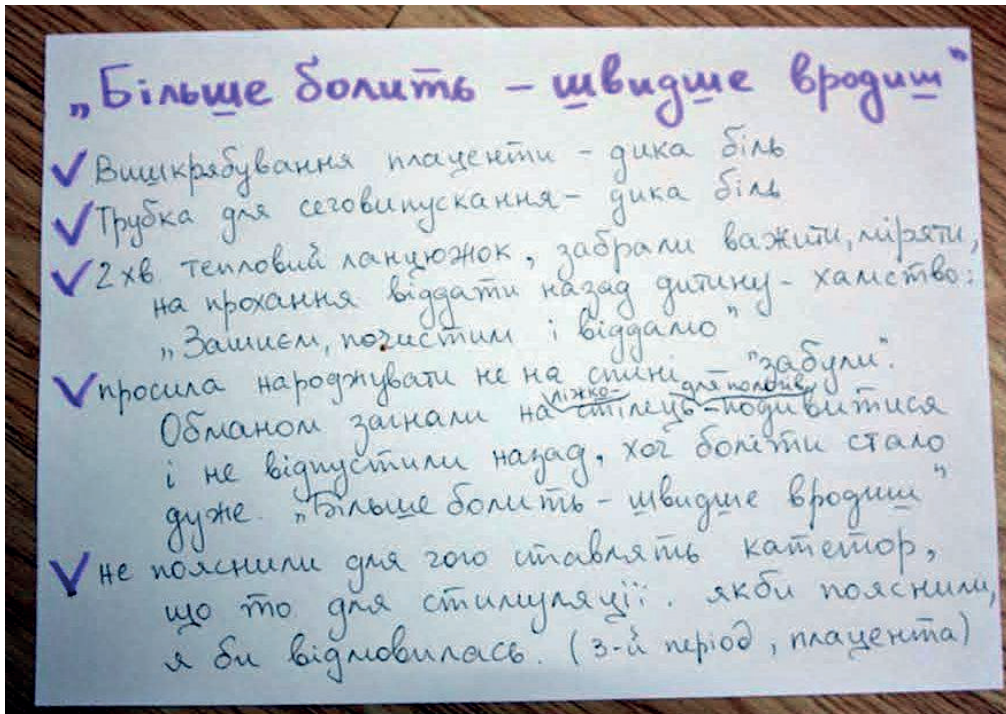 „Більше болить – швидше вродиш"
Вишкрябування плаценти – дика біль
Трубка для сеговипускання – дика біль
2 хв. тепловий ланцюжок, забрали важити, міряти,
на прохання віддати назад дитину – хамство:
„Зашиєм, почистим і віддамо"
просила народжувати не на спині "забули".
ліжко- для пологів
Обманом загнали на стілець – подивитися
і не відпустили назад, хоч боліти стало
дуже. „Більше болить – швидше вродиш"
не пояснили для чого ставлять катетор,
що то для стимуляції. якби пояснили,
я би відмовилась. (3-й період, плацента)